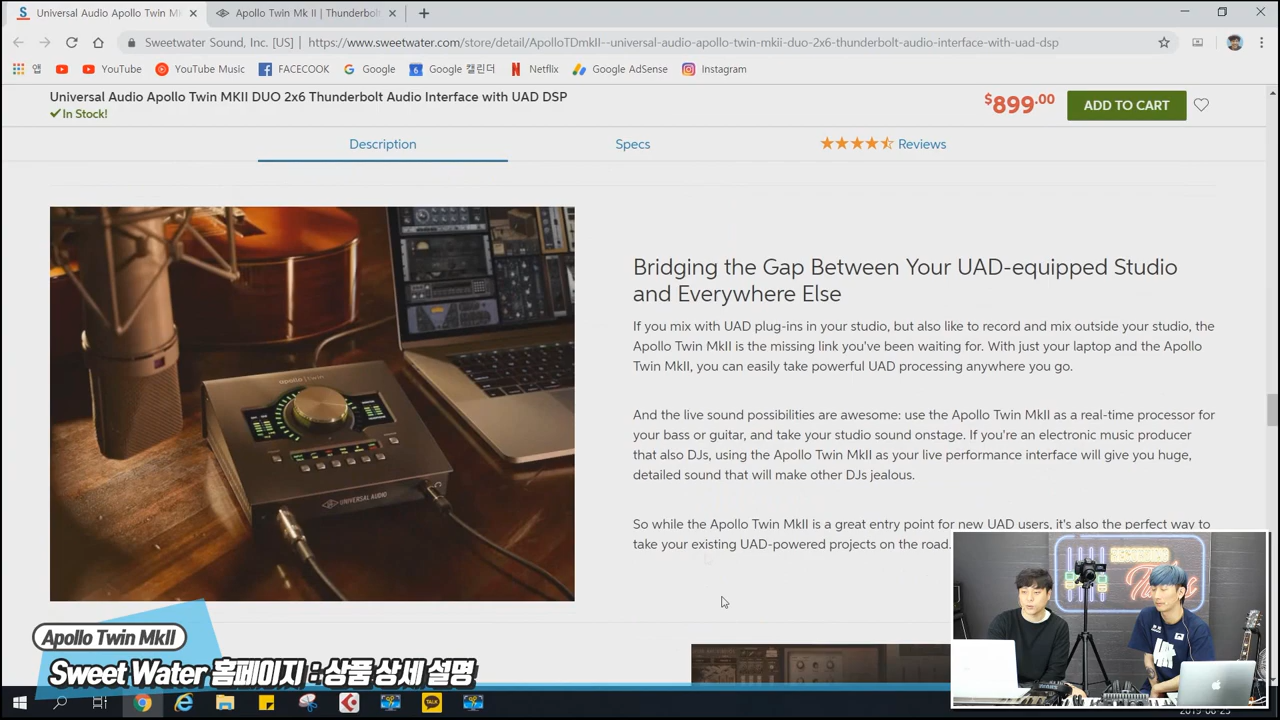 Universal Audio Apollo Twin MK
Apollo Twin Mk II | Thunderbolt
Sweetwater Sound, Inc. [US] | https://www.sweetwater.com/store/detail/ApolloTDmkII--universal-audio-apollo-twin-mkii-duo-2x6-thunderbolt-audio-interface-with-uad-dsp
앱 YouTube YouTube Music FACECOOK Google Google 캘린더 Netflix Google AdSense Instagram
Universal Audio Apollo Twin MKII DUO 2x6 Thunderbolt Audio Interface with UAD DSP
In Stock!
$899.00
ADD TO CART
Description
Specs
Reviews
Bridging the Gap Between Your UAD-equipped Studio
and Everywhere Else
If you mix with UAD plug-ins in your studio, but also like to record and mix outside your studio, the
Apollo Twin MkII is the missing link you've been waiting for. With just your laptop and the Apollo
Twin MkII, you can easily take powerful UAD processing anywhere you go.
And the live sound possibilities are awesome: use the Apollo Twin MkII as a real-time processor for
your bass or guitar, and take your studio sound onstage. If you're an electronic music producer
that also DJs, using the Apollo Twin MkII as your live performance interface will give you huge,
detailed sound that will make other DJs jealous.
So while the Apollo Twin MkII is a great entry point for new UAD users, it's also the perfect way to
take your existing UAD-powered projects on the road.
apollo | twin
UNIVERSAL AUDIO
Apollo Twin MkII
Sweet Water 홈페이지 : 상품 상세 설명
TALK